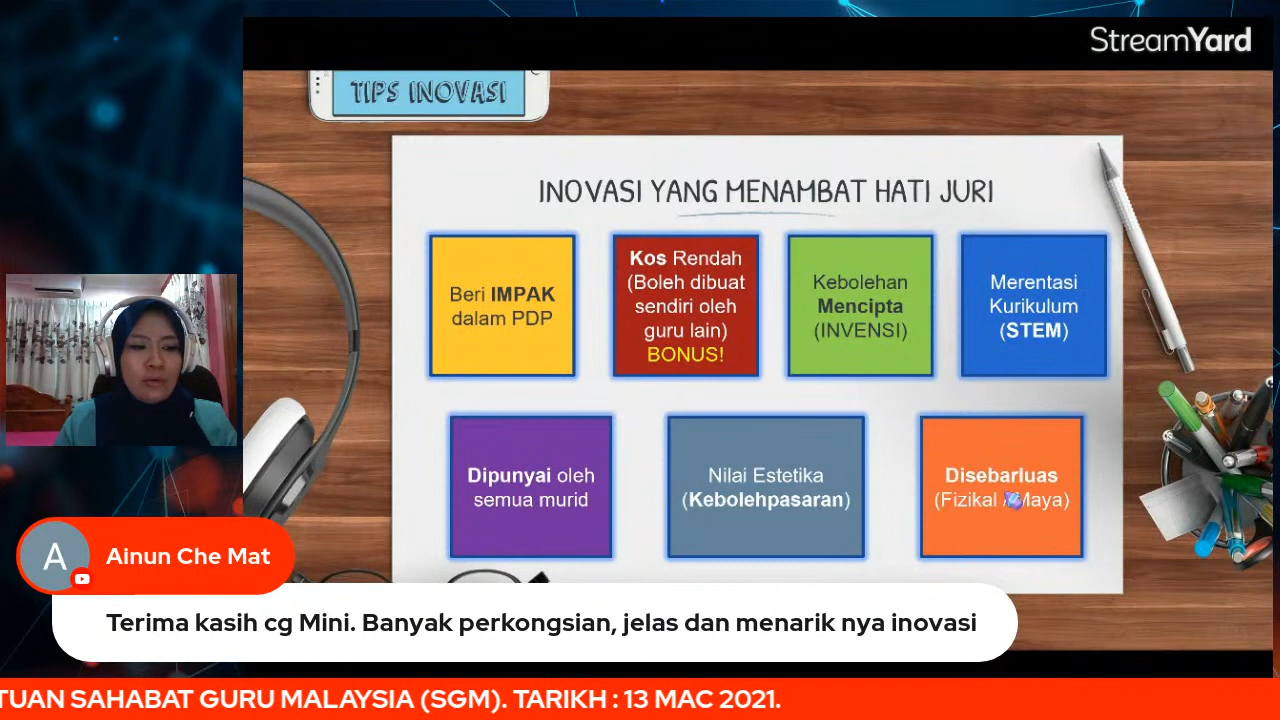 StreamYard
TIPS INOVASI
INOVASI YANG MENAMBAT HATI JURI
Beri IMPAK
dalam PDP
Kos Rendah
(Boleh dibuat
sendiri oleh
guru lain)
BONUS!
Kebolehan
Mencipta
(INVENSI)
Merentasi
Kurikulum
(STEM)
Dipunyai oleh
semua murid
Nilai Estetika
(Kebolehpasaran)
Disebarluas
(Fizikal / Maya)
A
Ainun Che Mat
Terima kasih cg Mini. Banyak perkongsian, jelas dan menarik nya inovasi
TUAN SAHABAT GURU MALAYSIA (SGM). TARIKH : 13 MAC 2021.